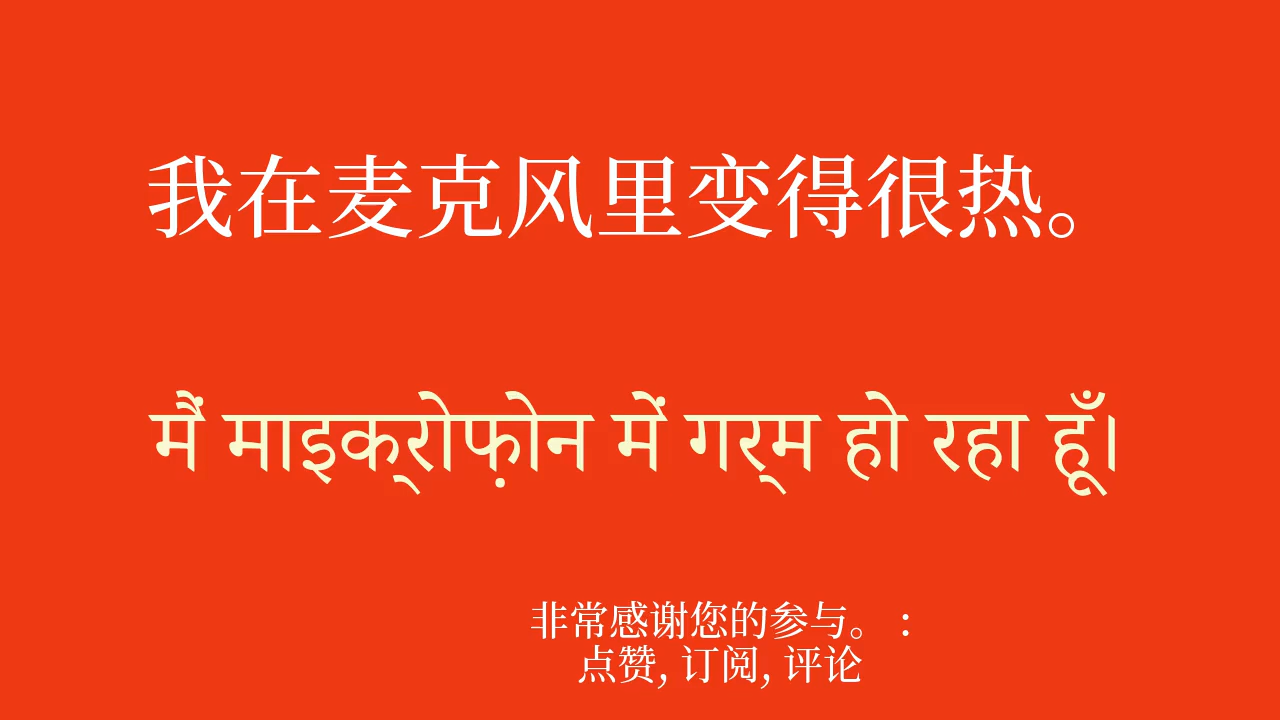 我在麦克风里变得很热。
मैं माइक्रोफ़ोन में गर्म हो रहा हूँ।
非常感谢您的参与。 :
点赞, 订阅, 评论